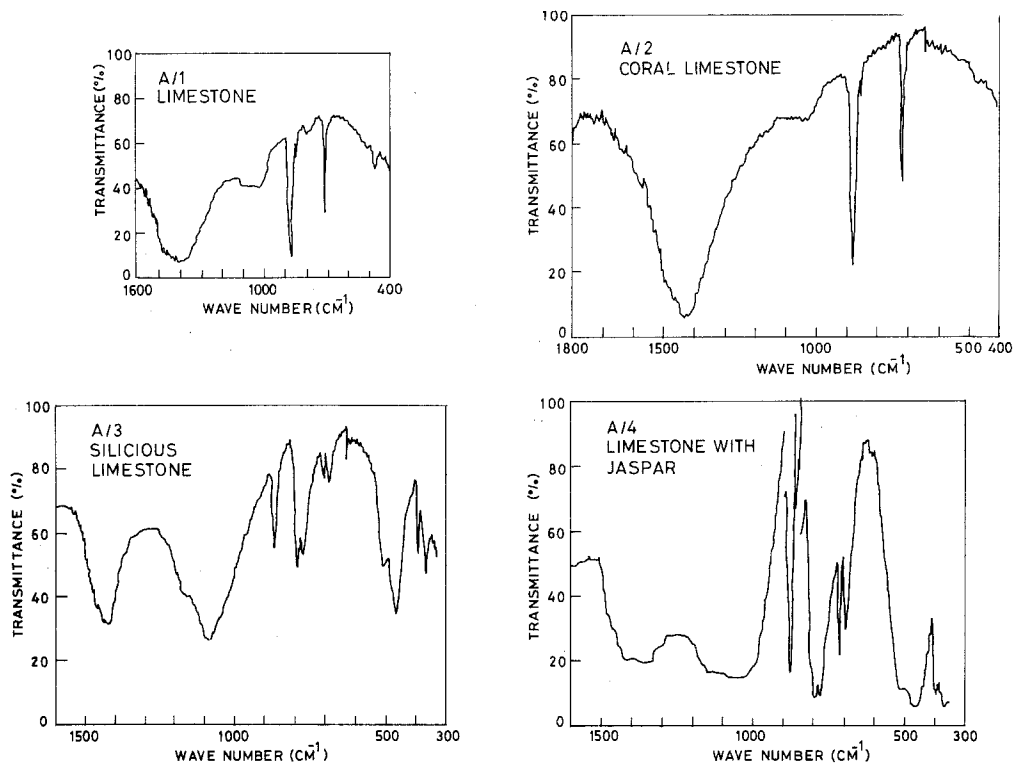 A/1
LIMESTONE
TRANSMITTANCE (%)
100
80
60
40
20
0
1600
1000
400
WAVE NUMBER (CM⁻¹)
A/2
CORAL LIMESTONE
TRANSMITTANCE (%)
100
80
60
40
20
0
1800
1500
1000
500
400
WAVE NUMBER (CM⁻¹)
A/3
SILICIOUS
LIMESTONE
TRANSMITTANCE (%)
100
80
60
40
20
0
1500
1000
500
300
WAVE NUMBER (CM⁻¹)
A/4
LIMESTONE WITH
JASPAR
TRANSMITTANCE (%)
100
80
60
40
20
0
1500
1000
500
300
WAVE NUMBER (CM⁻¹)